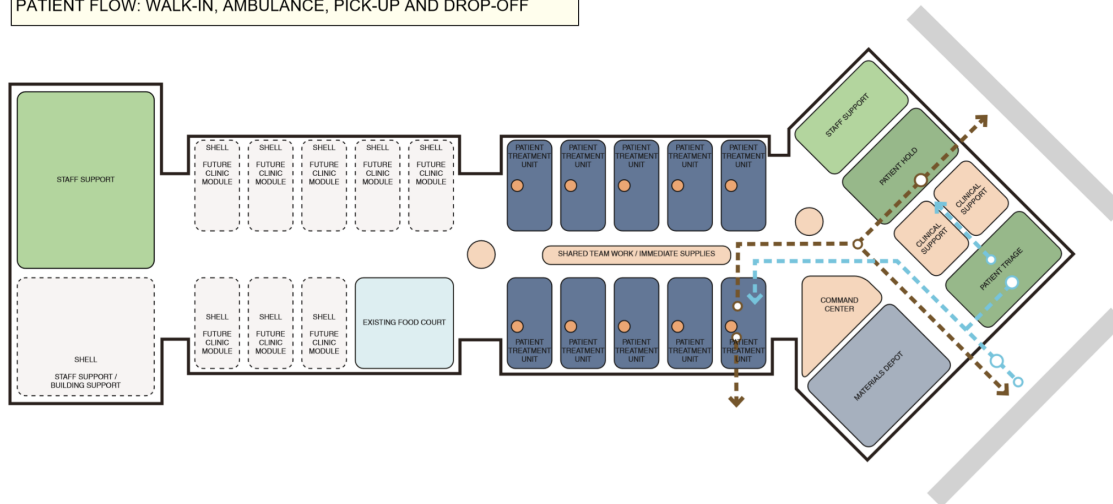 PATIENT FLOW: WALK-IN, AMBULANCE, PICK-UP AND DROP-OFF
STAFF SUPPORT
SHELL
FUTURE
CLINIC
MODULE
SHELL
FUTURE
CLINIC
MODULE
SHELL
FUTURE
CLINIC
MODULE
SHELL
FUTURE
CLINIC
MODULE
SHELL
FUTURE
CLINIC
MODULE
PATIENT
TREATMENT
UNIT
PATIENT
TREATMENT
UNIT
PATIENT
TREATMENT
UNIT
PATIENT
TREATMENT
UNIT
PATIENT
TREATMENT
UNIT
STAFF SUPPORT
PATIENT HOLD
CLINICAL
SUPPORT
CLINICAL
SUPPORT
PATIENT TRIAGE
SHARED TEAM WORK / IMMEDIATE SUPPLIES
SHELL
STAFF SUPPORT /
BUILDING SUPPORT
SHELL
FUTURE
CLINIC
MODULE
SHELL
FUTURE
CLINIC
MODULE
SHELL
FUTURE
CLINIC
MODULE
EXISTING FOOD COURT
PATIENT
TREATMENT
UNIT
PATIENT
TREATMENT
UNIT
PATIENT
TREATMENT
UNIT
PATIENT
TREATMENT
UNIT
PATIENT
TREATMENT
UNIT
COMMAND
CENTER
MATERIALS DEPOT